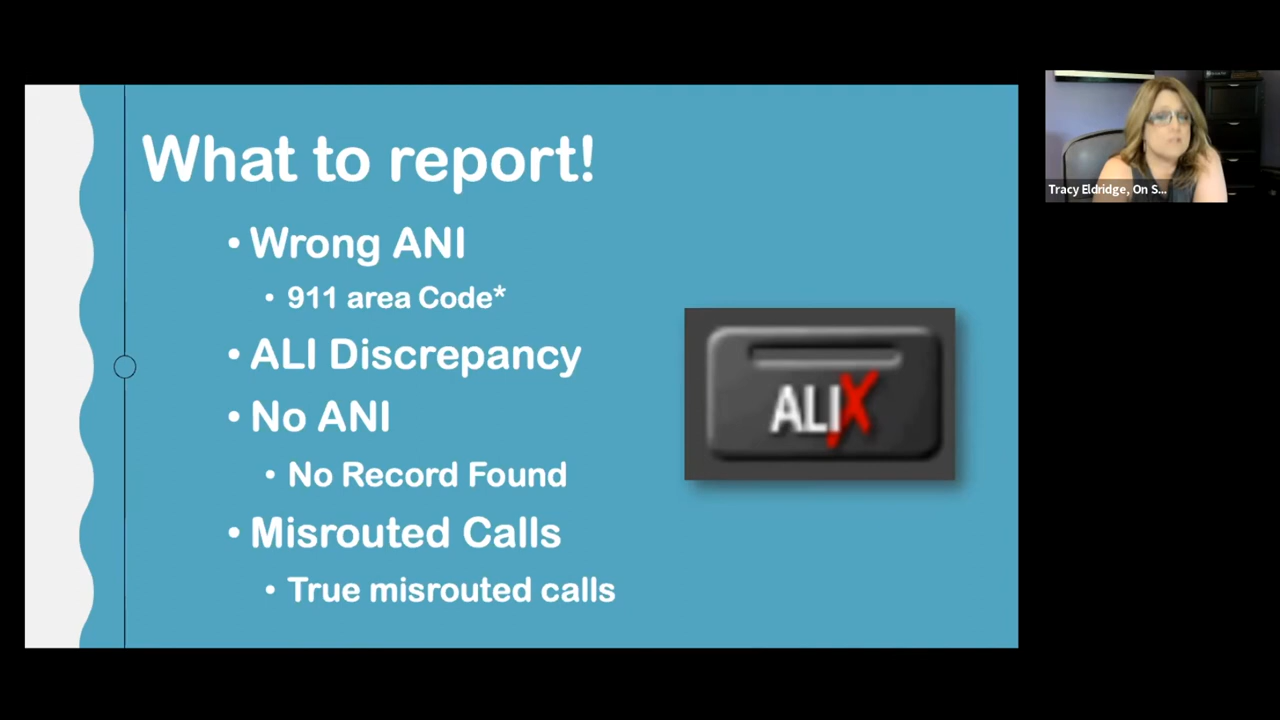 What to report!
• Wrong ANI
• 911 area Code*
• ALI Discrepancy
• No ANI
• No Record Found
• Misrouted Calls
• True misrouted calls
ALIX
Tracy Eldridge, On S...